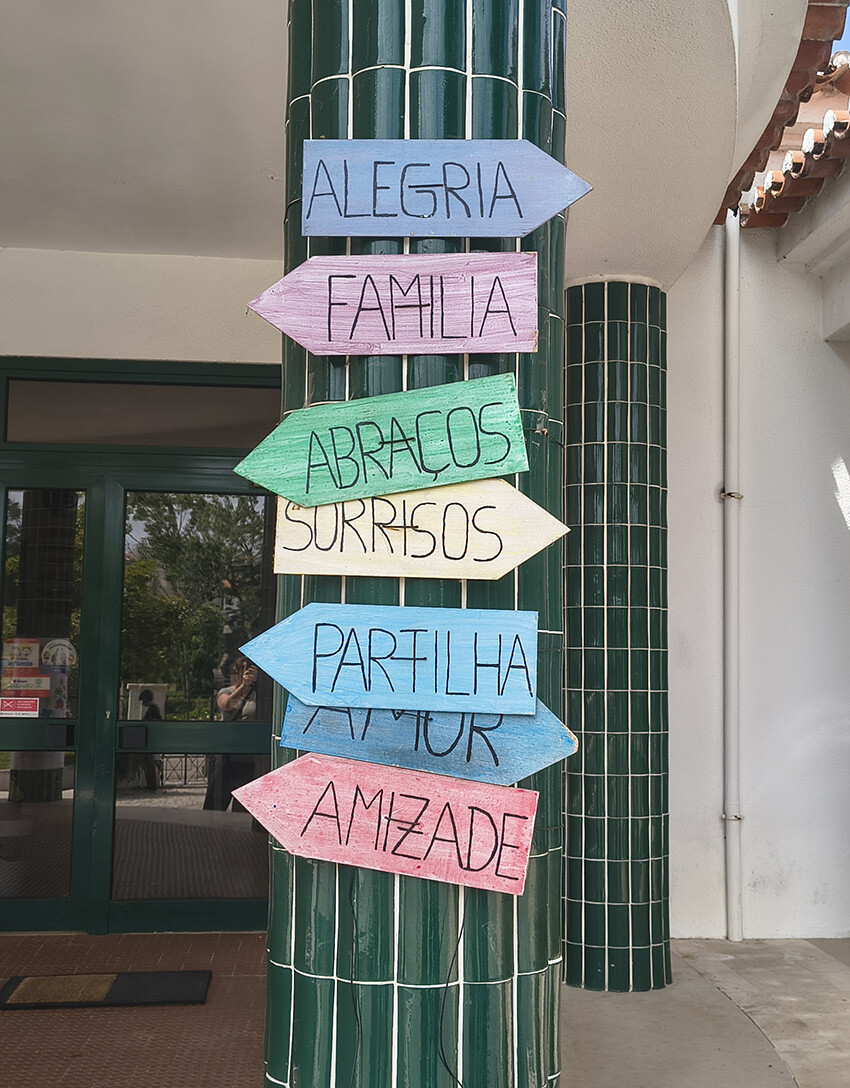 ALEGRIA
FAMILIA
ABRAÇOS
SORRISOS
PARTILHA
AMOR
AMIZADE